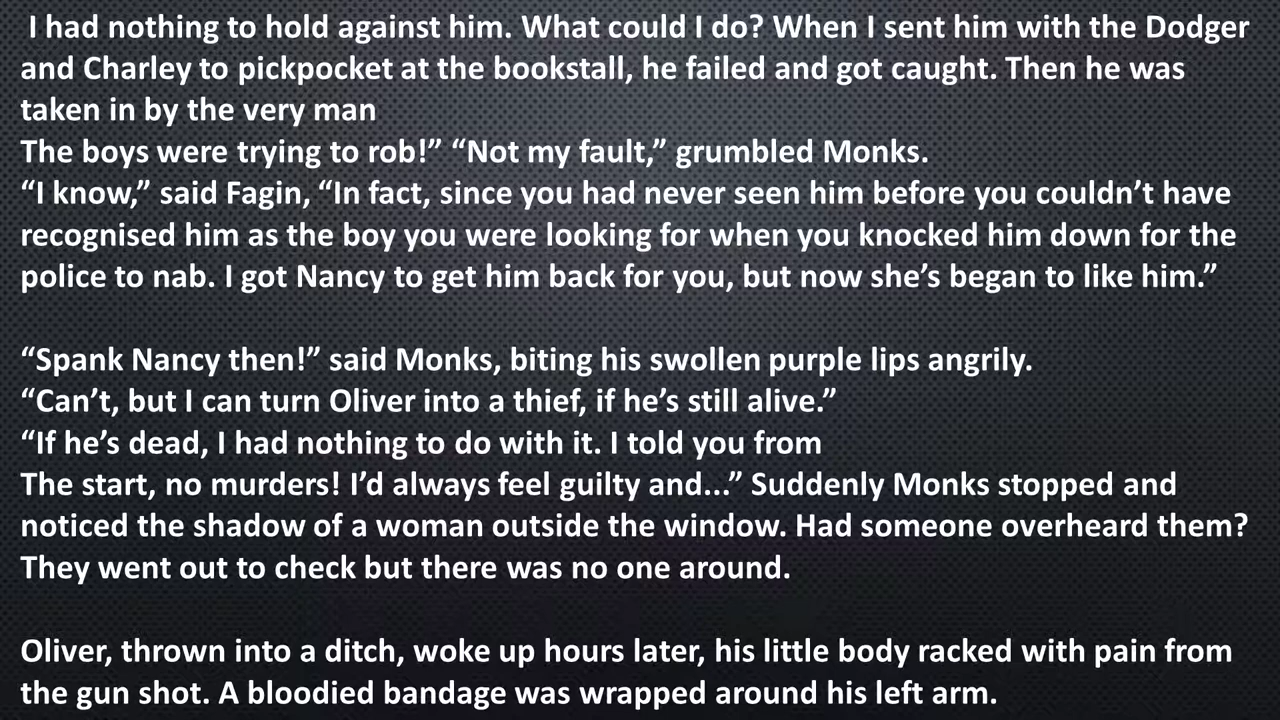 I had nothing to hold against him. What could I do? When I sent him with the Dodger
and Charley to pickpocket at the bookstall, he failed and got caught. Then he was
taken in by the very man
The boys were trying to rob!” “Not my fault,” grumbled Monks.
“I know,” said Fagin, “In fact, since you had never seen him before you couldn’t have
recognised him as the boy you were looking for when you knocked him down for the
police to nab. I got Nancy to get him back for you, but now she’s began to like him.”
“Spank Nancy then!” said Monks, biting his swollen purple lips angrily.
“Can’t, but I can turn Oliver into a thief, if he’s still alive.”
“If he’s dead, I had nothing to do with it. I told you from
The start, no murders! I’d always feel guilty and...” Suddenly Monks stopped and
noticed the shadow of a woman outside the window. Had someone overheard them?
They went out to check but there was no one around.
Oliver, thrown into a ditch, woke up hours later, his little body racked with pain from
the gun shot. A bloodied bandage was wrapped around his left arm.